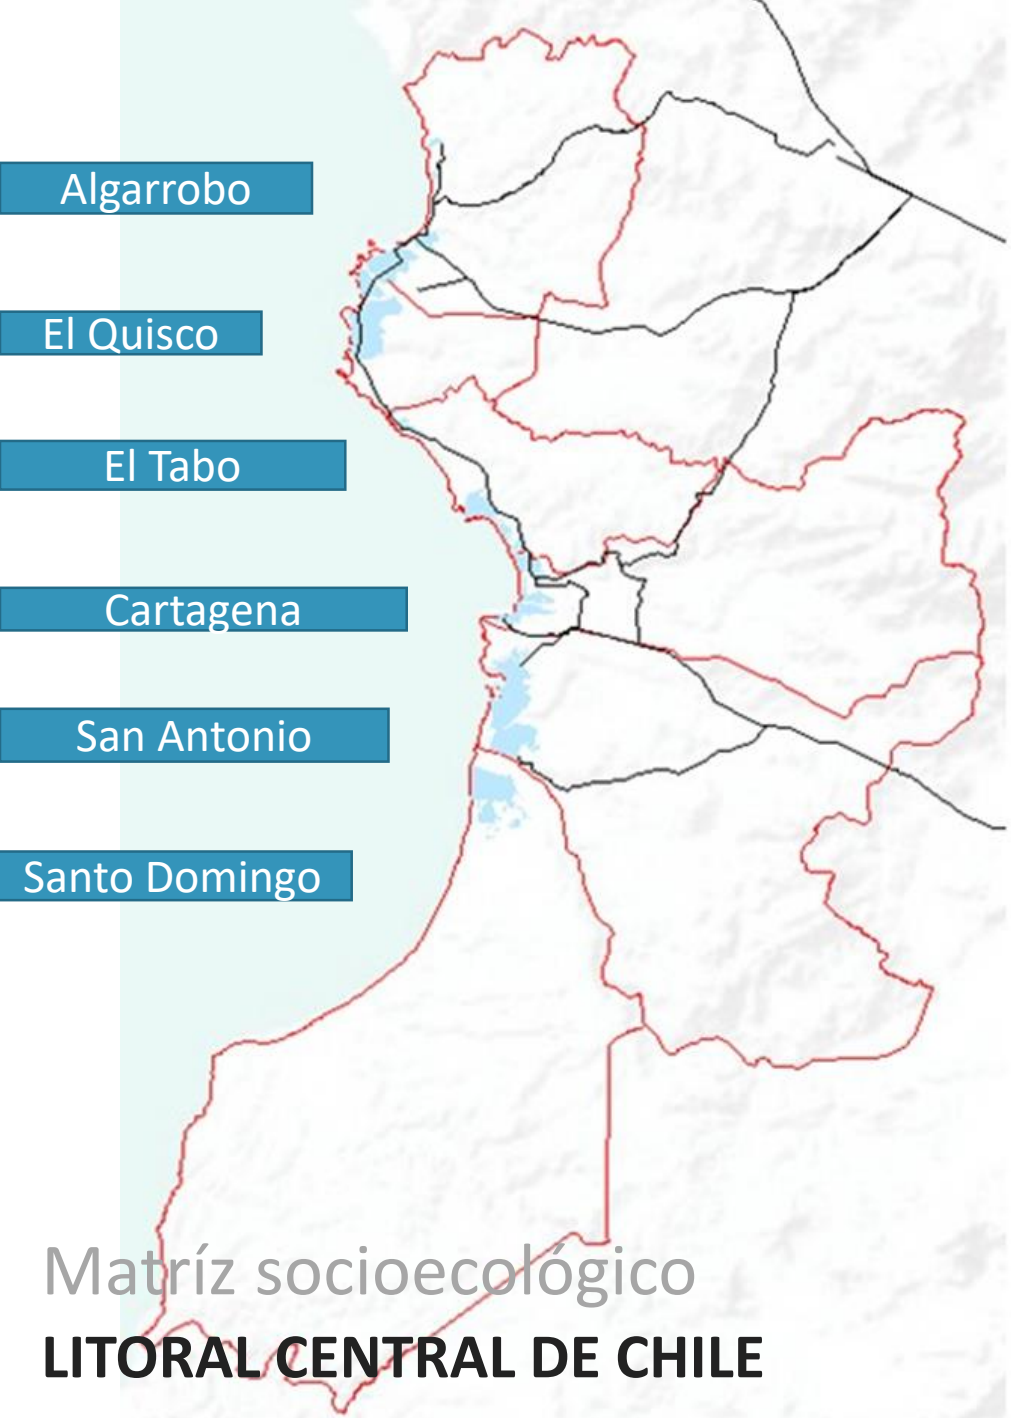 Algarrobo
El Quisco
El Tabo
Cartagena
San Antonio
Santo Domingo
Matríz socioecológico
LITORAL CENTRAL DE CHILE